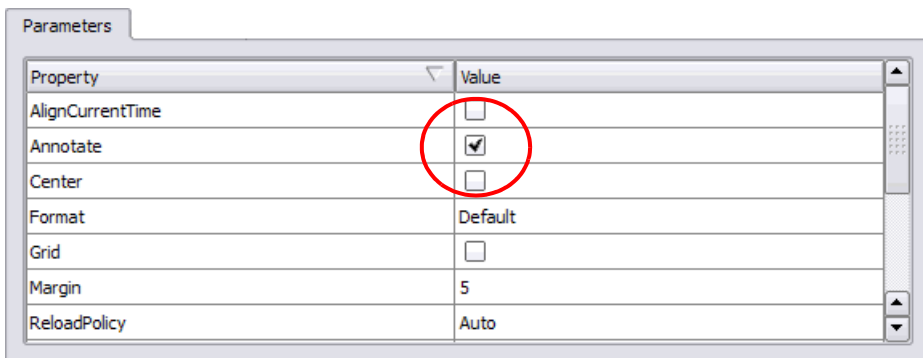 Parameters
Property Value
AlignCurrentTime
Annotate
Center
Format Default
Grid
Margin 5
ReloadPolicy Auto